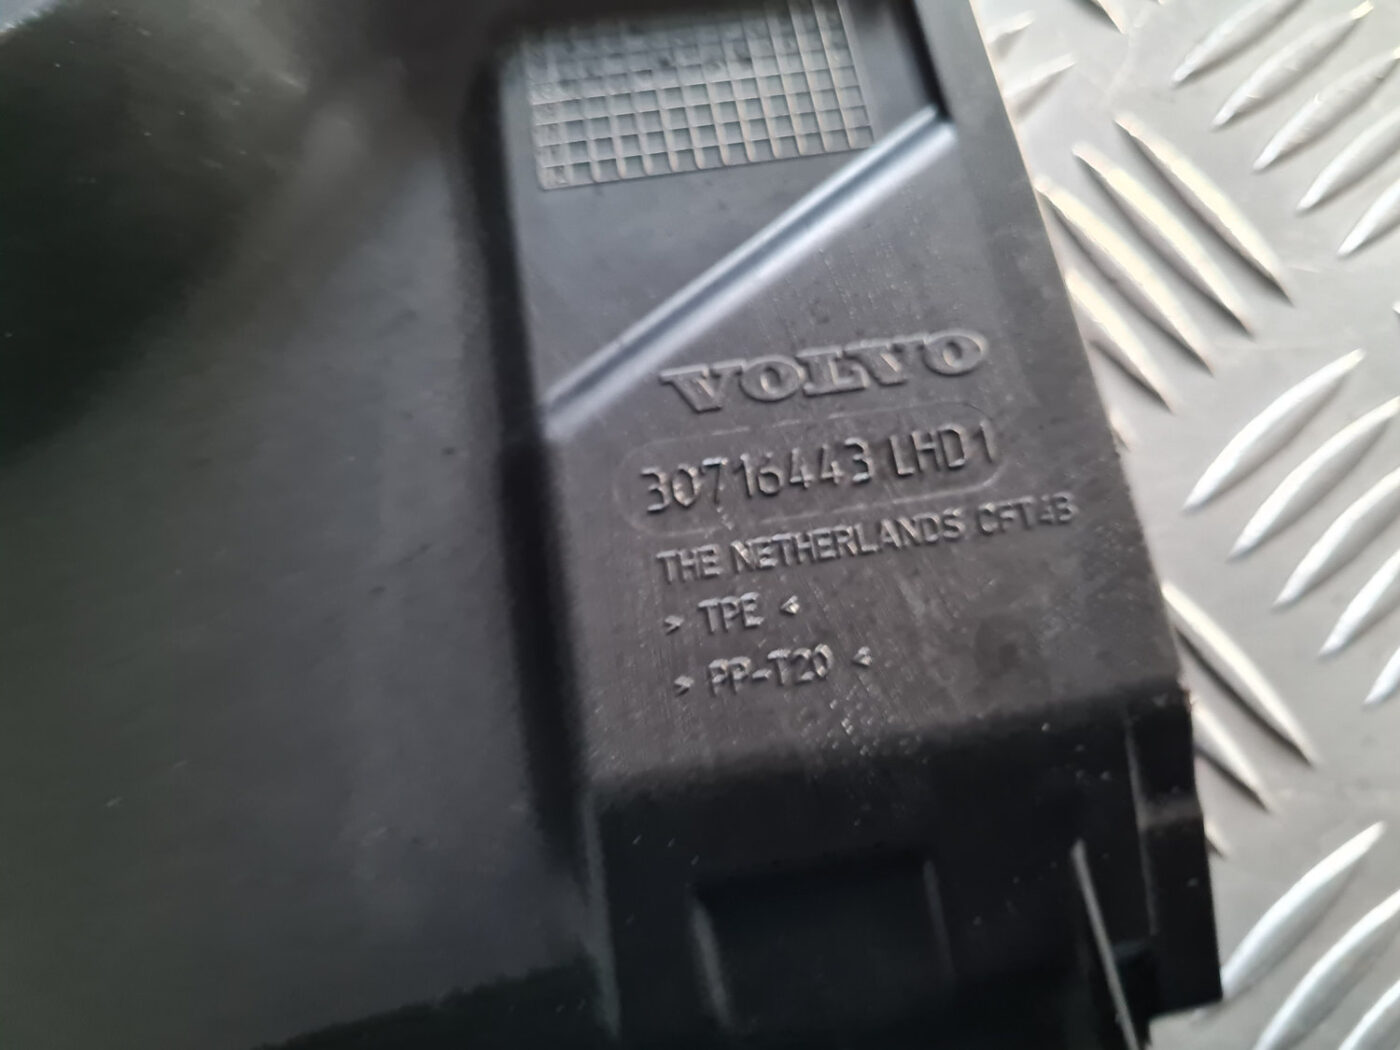 VOLVO
30716443 LHD1
THE NETHERLANDS CFT4B
> TPE <
> PP-T20 <